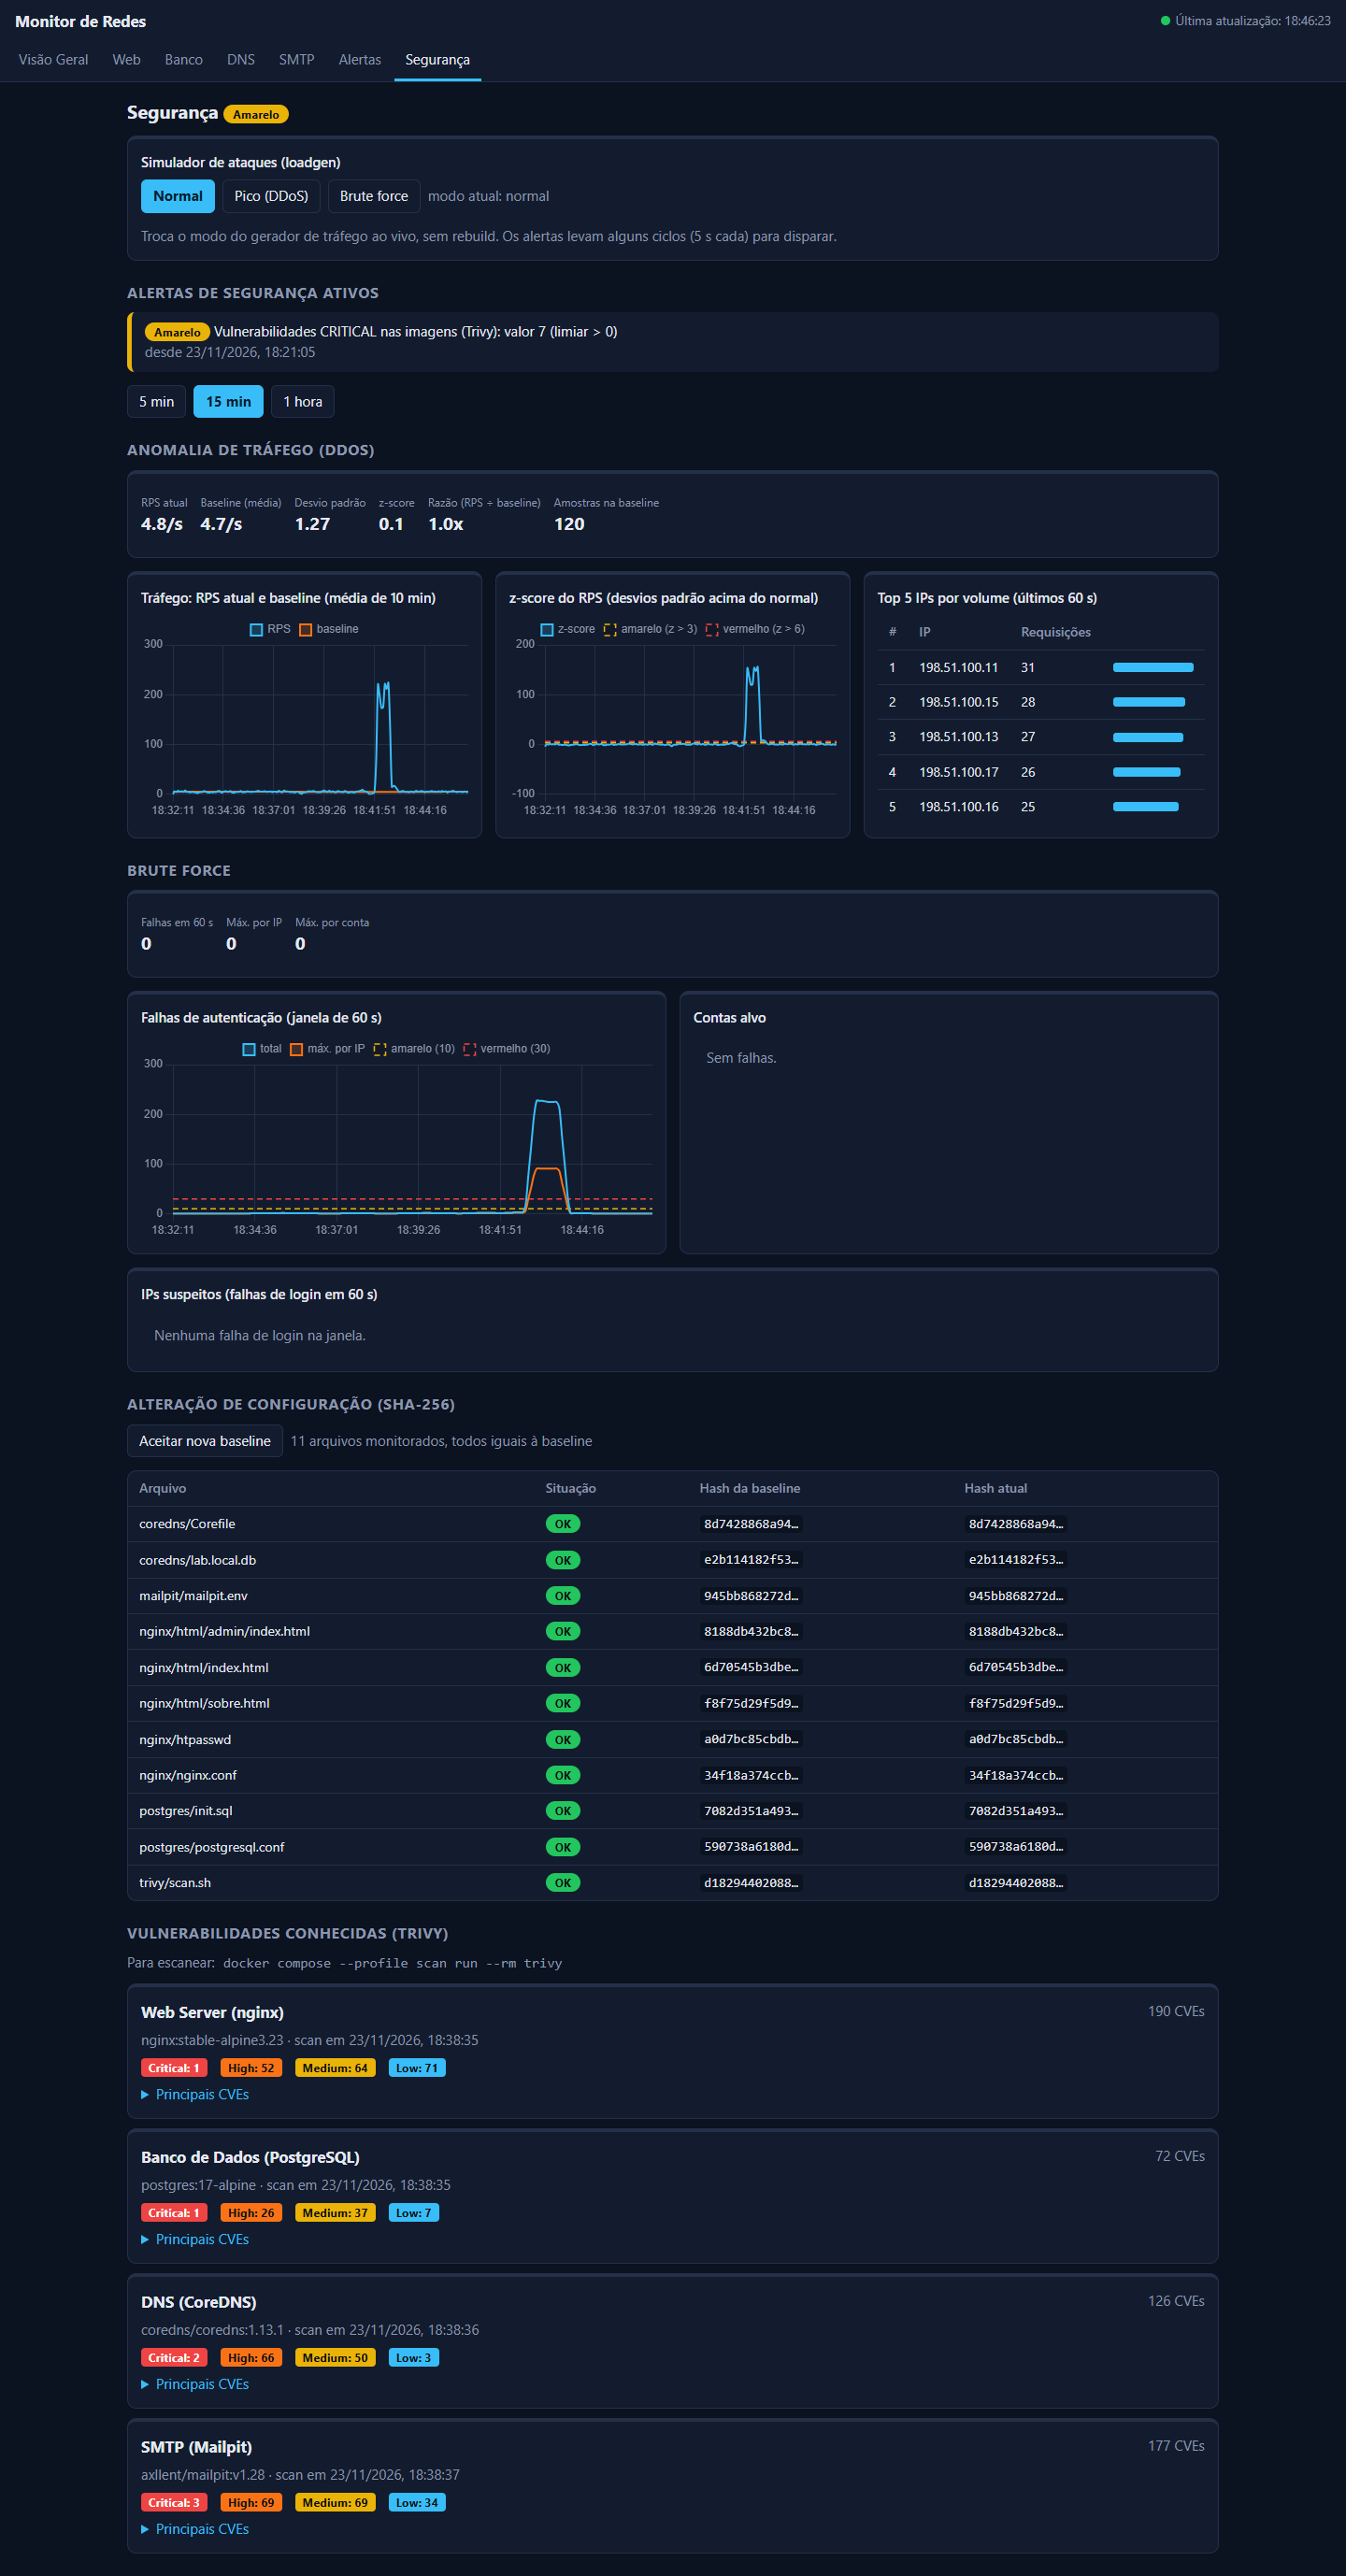 Monitor de Redes
Última atualização: 18:46:23
Visão Geral Web Banco DNS SMTP Alertas Segurança
Segurança Amarelo
Simulador de ataques (loadgen)
Normal Pico (DDoS) Brute force modo atual: normal
Troca o modo do gerador de tráfego ao vivo, sem rebuild. Os alertas levam alguns ciclos (5 s cada) para disparar.
ALERTAS DE SEGURANÇA ATIVOS
Amarelo Vulnerabilidades CRITICAL nas imagens (Trivy): valor 7 (limiar > 0)
desde 23/11/2026, 18:21:05
5 min 15 min 1 hora
ANOMALIA DE TRÁFEGO (DDOS)
RPS atual Baseline (média) Desvio padrão z-score Razão (RPS ÷ baseline) Amostras na baseline
4.8/s 4.7/s 1.27 0.1 1.0x 120
Tráfego: RPS atual e baseline (média de 10 min)
RPS baseline
300
200
100
0
18:32:11 18:34:36 18:37:01 18:39:26 18:41:51 18:44:16
z-score do RPS (desvios padrão acima do normal)
z-score amarelo (z > 3) vermelho (z > 6)
200
100
0
-100
18:32:11 18:34:36 18:37:01 18:39:26 18:41:51 18:44:16
Top 5 IPs por volume (últimos 60 s)
# IP Requisições
1 198.51.100.11 31
2 198.51.100.15 28
3 198.51.100.13 27
4 198.51.100.17 26
5 198.51.100.16 25
BRUTE FORCE
Falhas em 60 s Máx. por IP Máx. por conta
0 0 0
Falhas de autenticação (janela de 60 s)
total máx. por IP amarelo (10) vermelho (30)
300
200
100
0
18:32:11 18:34:36 18:37:01 18:39:26 18:41:51 18:44:16
Contas alvo
Sem falhas.
IPs suspeitos (falhas de login em 60 s)
Nenhuma falha de login na janela.
ALTERAÇÃO DE CONFIGURAÇÃO (SHA-256)
Aceitar nova baseline 11 arquivos monitorados, todos iguais à baseline
Arquivo Situação Hash da baseline Hash atual
coredns/Corefile OK 8d7428868a94… 8d7428868a94…
coredns/lab.local.db OK e2b114182f53… e2b114182f53…
mailpit/mailpit.env OK 945bb868272d… 945bb868272d…
nginx/html/admin/index.html OK 8188db432bc8… 8188db432bc8…
nginx/html/index.html OK 6d70545b3dbe… 6d70545b3dbe…
nginx/html/sobre.html OK f8f75d29f5d9… f8f75d29f5d9…
nginx/htpasswd OK a0d7bc85cbdb… a0d7bc85cbdb…
nginx/nginx.conf OK 34f18a374ccb… 34f18a374ccb…
postgres/init.sql OK 7082d351a493… 7082d351a493…
postgres/postgresql.conf OK 590738a6180d… 590738a6180d…
trivy/scan.sh OK d18294402088… d18294402088…
VULNERABILIDADES CONHECIDAS (TRIVY)
Para escanear: docker compose --profile scan run --rm trivy
Web Server (nginx) 190 CVEs
nginx:stable-alpine3.23 · scan em 23/11/2026, 18:38:35
Critical: 1 High: 52 Medium: 64 Low: 71
▶ Principais CVEs
Banco de Dados (PostgreSQL) 72 CVEs
postgres:17-alpine · scan em 23/11/2026, 18:38:35
Critical: 1 High: 26 Medium: 37 Low: 7
▶ Principais CVEs
DNS (CoreDNS) 126 CVEs
coredns/coredns:1.13.1 · scan em 23/11/2026, 18:38:36
Critical: 2 High: 66 Medium: 50 Low: 3
▶ Principais CVEs
SMTP (Mailpit) 177 CVEs
axllent/mailpit:v1.28 · scan em 23/11/2026, 18:38:37
Critical: 3 High: 69 Medium: 69 Low: 34
▶ Principais CVEs